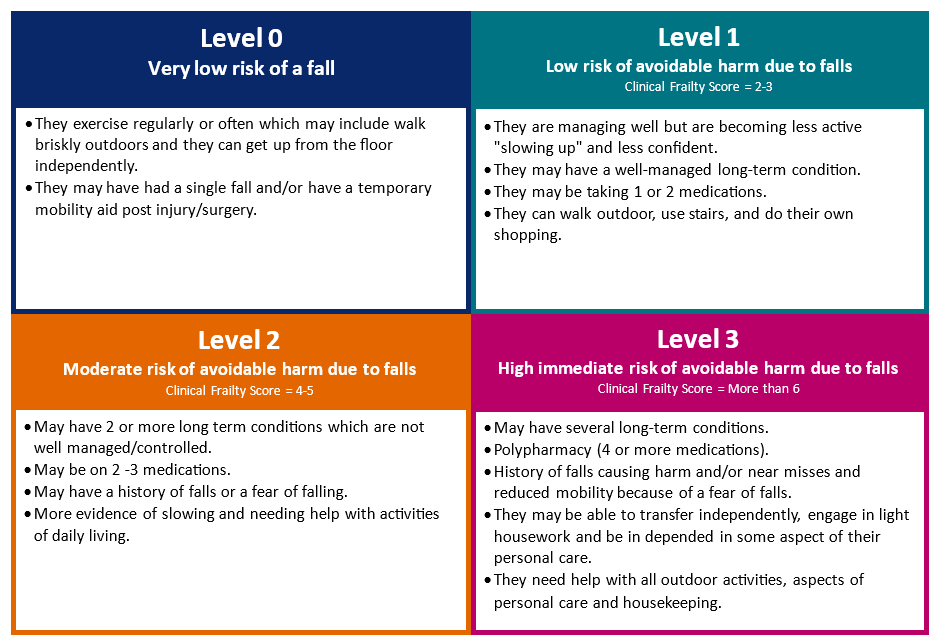 Level 0
Very low risk of a fall
• They exercise regularly or often which may include walk
briskly outdoors and they can get up from the floor
independently.
• They may have had a single fall and/or have a temporary
mobility aid post injury/surgery.
Level 1
Low risk of avoidable harm due to falls
Clinical Frailty Score = 2-3
• They are managing well but are becoming less active
"slowing up" and less confident.
• They may have a well-managed long-term condition.
• They may be taking 1 or 2 medications.
• They can walk outdoor, use stairs, and do their own
shopping.
Level 2
Moderate risk of avoidable harm due to falls
Clinical Frailty Score = 4-5
• May have 2 or more long term conditions which are not
well managed/controlled.
• May be on 2 -3 medications.
• May have a history of falls or a fear of falling.
• More evidence of slowing and needing help with activities
of daily living.
Level 3
High immediate risk of avoidable harm due to falls
Clinical Frailty Score = More than 6
• May have several long-term conditions.
• Polypharmacy (4 or more medications).
• History of falls causing harm and/or near misses and
reduced mobility because of a fear of falls.
• They may be able to transfer independently, engage in light
housework and be in depended in some aspect of their
personal care.
• They need help with all outdoor activities, aspects of
personal care and housekeeping.